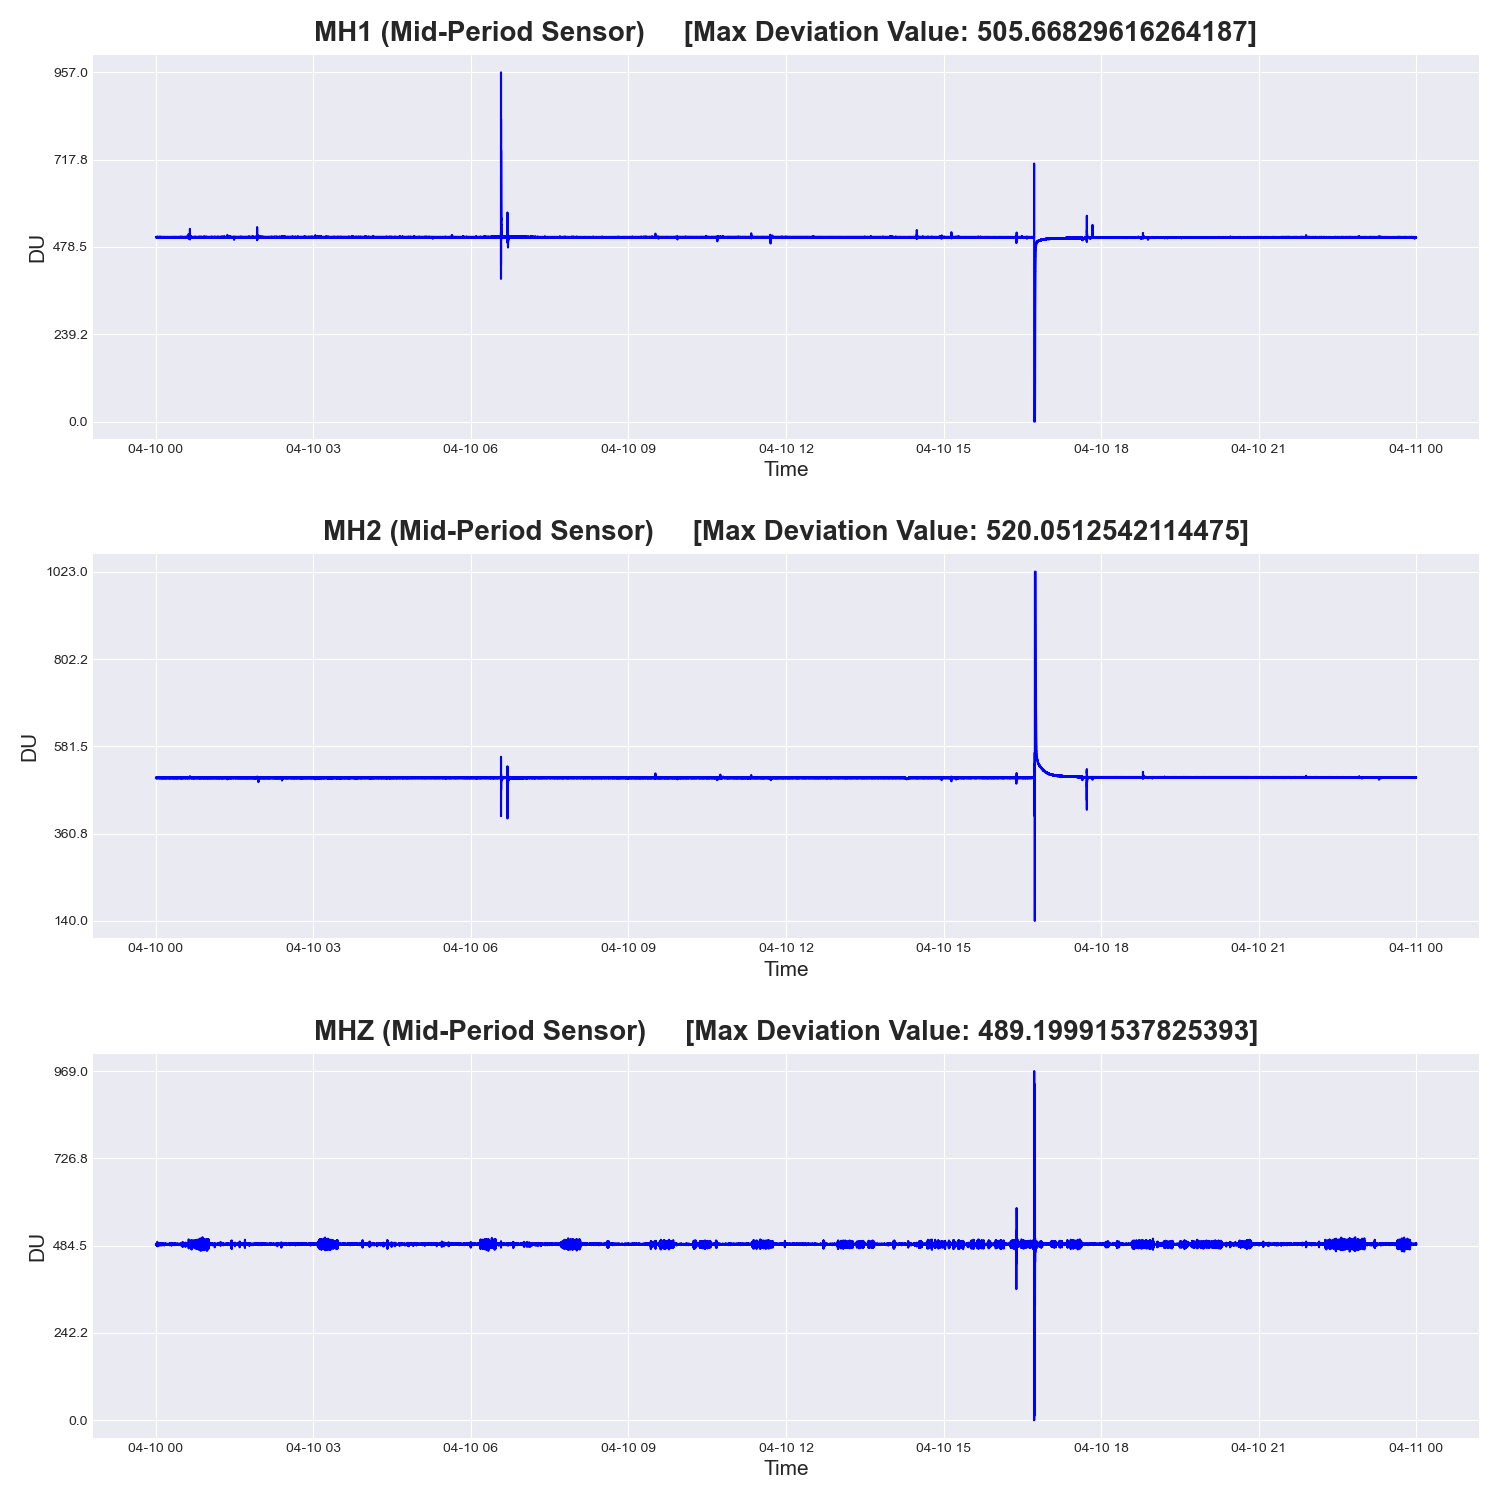 MH1 (Mid-Period Sensor) [Max Deviation Value: 505.66829616264187]
957.0
717.8
478.5
239.2
0.0
DU
04-10 00 04-10 03 04-10 06 04-10 09 04-10 12 04-10 15 04-10 18 04-10 21 04-11 00
Time
MH2 (Mid-Period Sensor) [Max Deviation Value: 520.0512542114475]
1023.0
802.2
581.5
360.8
140.0
DU
04-10 00 04-10 03 04-10 06 04-10 09 04-10 12 04-10 15 04-10 18 04-10 21 04-11 00
Time
MHZ (Mid-Period Sensor) [Max Deviation Value: 489.19991537825393]
969.0
726.8
484.5
242.2
0.0
DU
04-10 00 04-10 03 04-10 06 04-10 09 04-10 12 04-10 15 04-10 18 04-10 21 04-11 00
Time